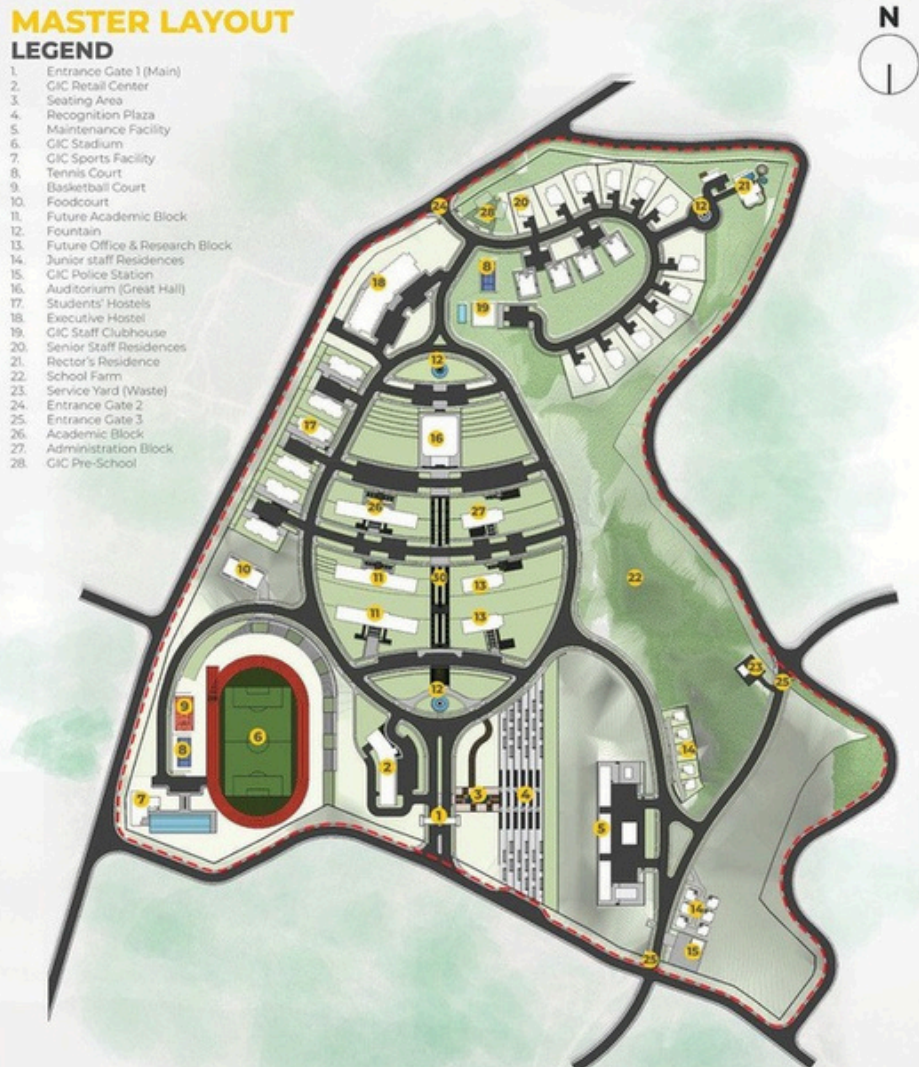 MASTER LAYOUT
LEGEND
1. Entrance Gate 1 (Main)
2. GIC Retail Center
3. Seating Area
4. Recognition Plaza
5. Maintenance Facility
6. GIC Stadium
7. GIC Sports Facility
8. Tennis Court
9. Basketball Court
10. Foodcourt
11. Future Academic Block
12. Fountain
13. Future Office & Research Block
14. Junior staff Residences
15. GIC Police Station
16. Auditorium (Great Hall)
17. Students' Hostels
18. Executive Hostel
19. GIC Staff Clubhouse
20. Senior Staff Residences
21. Rector's Residence
22. School Farm
23. Service Yard (Waste)
24. Entrance Gate 2
25. Entrance Gate 3
26. Academic Block
27. Administration Block
28. GIC Pre-School
N
21
24
28
20
12
8
18
19
12
17
16
26
27
10
11
30
13
22
11
13
23
25
12
9
6
8
14
2
7
3
4
1
5
14
15
25